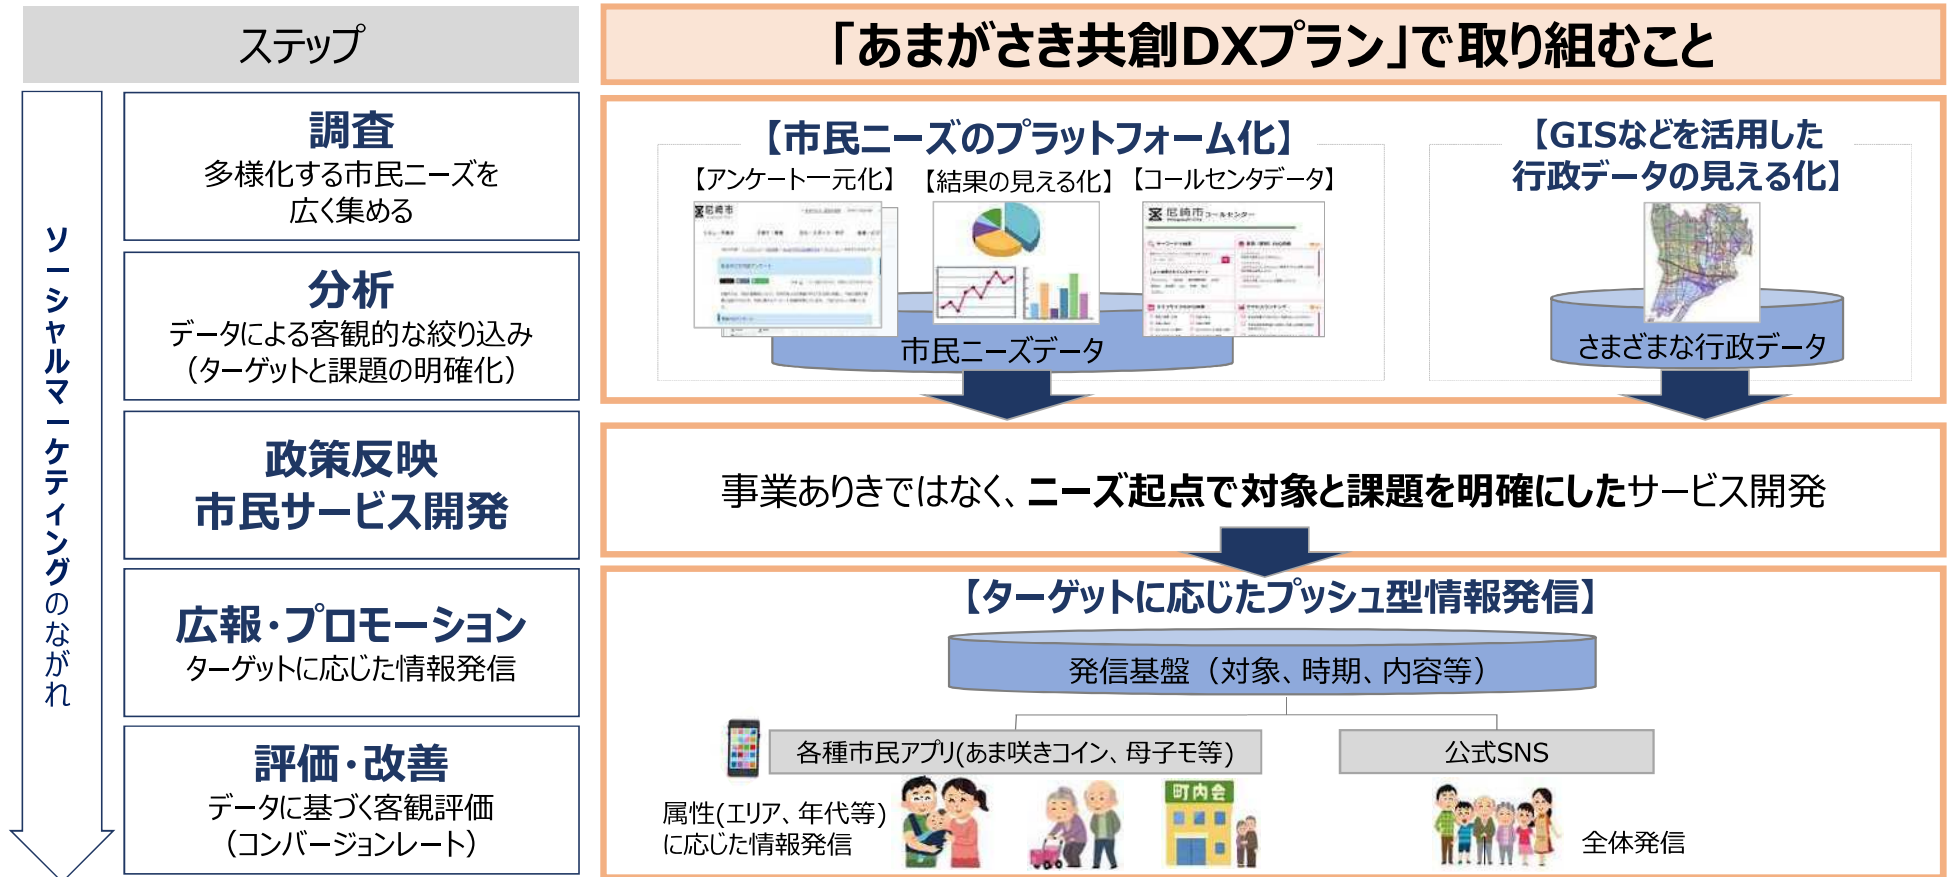 ステップ
「あまがさき共創DXプラン」で取り組むこと
ソーシャルマーケティングのながれ
調査
多様化する市民ニーズを
広く集める
分析
データによる客観的な絞り込み
（ターゲットと課題の明確化）
政策反映
市民サービス開発
広報・プロモーション
ターゲットに応じた情報発信
評価・改善
データに基づく客観評価
（コンバージョンレート）
【市民ニーズのプラットフォーム化】
【アンケート一元化】
【結果の見える化】
【コールセンタデータ】
尼崎市
尼崎市コールセンター
市民ニーズデータ
【GISなどを活用した
行政データの見える化】
さまざまな行政データ
事業ありきではなく、ニーズ起点で対象と課題を明確にしたサービス開発
【ターゲットに応じたプッシュ型情報発信】
発信基盤（対象、時期、内容等）
各種市民アプリ(あま咲きコイン、母子モ等)
公式SNS
属性(エリア、年代等)
に応じた情報発信
町内会
全体発信